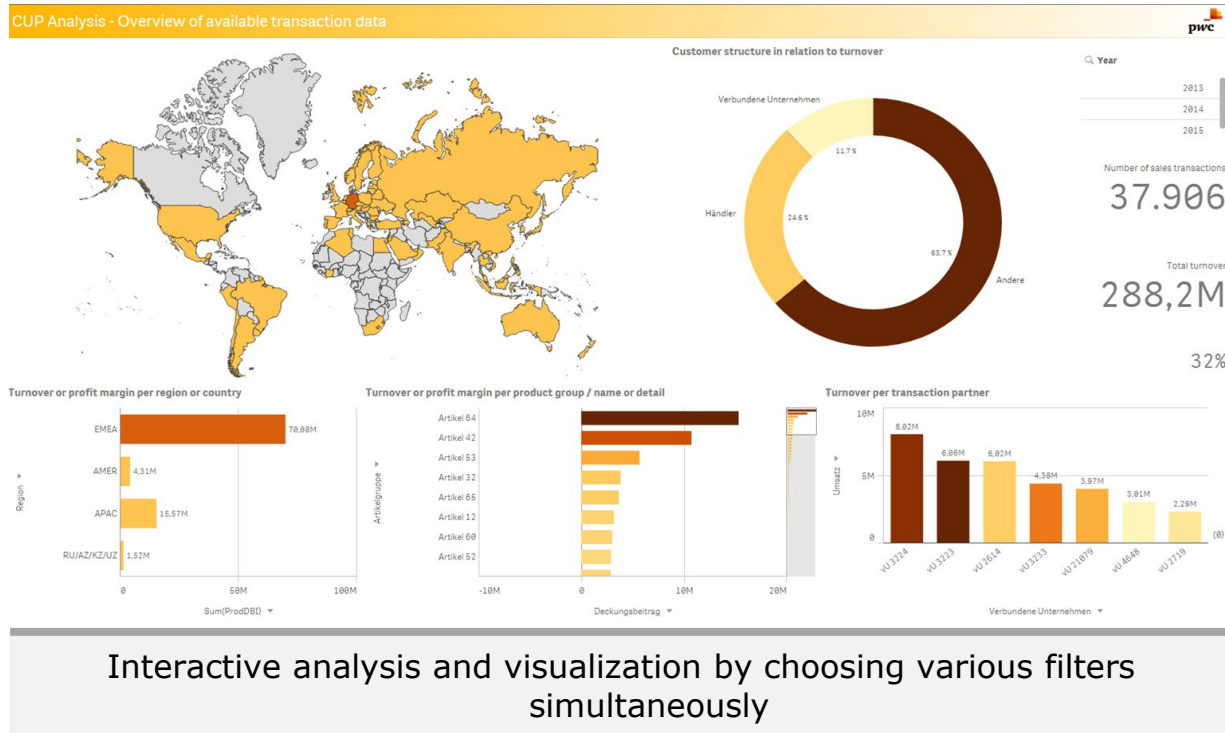 CUP Analysis - Overview of available transaction data
pwc
Customer structure in relation to turnover
Year
2013
2014
2015
Verbundene Unternehmen
11.7 %
Händler
24.6 %
63.7 %
Andere
Number of sales transactions
37.906
Total turnover
288,2M
32%
Turnover or profit margin per region or country
Region
EMEA
70,08M
AMER
4,31M
APAC
15,57M
RU/AZ/KZ/UZ
1,52M
0
50M
100M
Sum(ProdDBI)
Turnover or profit margin per product group / name or detail
Artikelgruppe
Artikel 64
Artikel 42
Artikel 53
Artikel 32
Artikel 65
Artikel 12
Artikel 60
Artikel 52
-10M
0
10M
20M
Deckungsbeitrag
Turnover per transaction partner
Umsatz
10M
5M
0
8,02M
6,06M
6,02M
4,38M
3,97M
3,01M
2,29M
(0)
vU 3224
vU 3223
vU 2614
vU 3233
vU 21079
vU 4648
vU 2719
Verbundene Unternehmen
Interactive analysis and visualization by choosing various filters
simultaneously